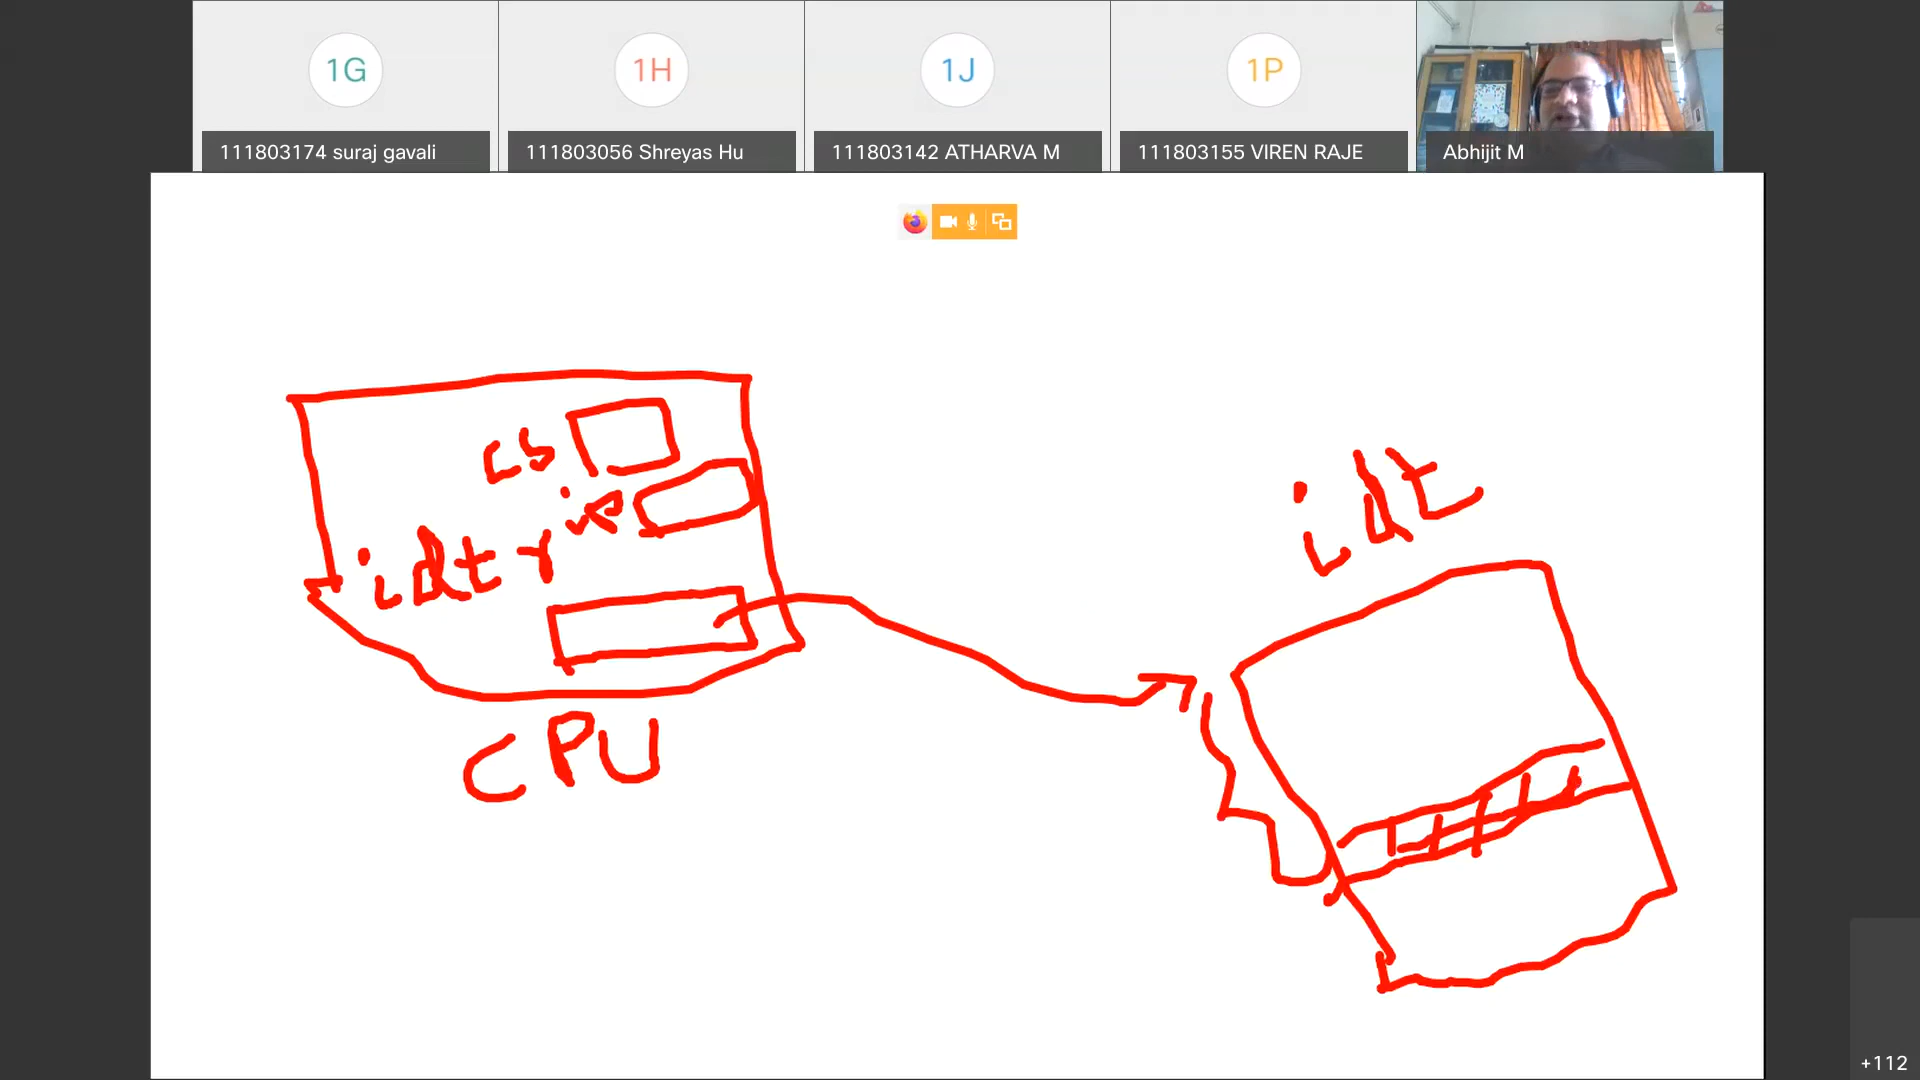 1G
1H
1J
1P
111803174 suraj gavali
111803056 Shreyas Hu
111803142 ATHARVA M
111803155 VIREN RAJE
Abhijit M
cs
ip
idtr
idt
CPU
+112